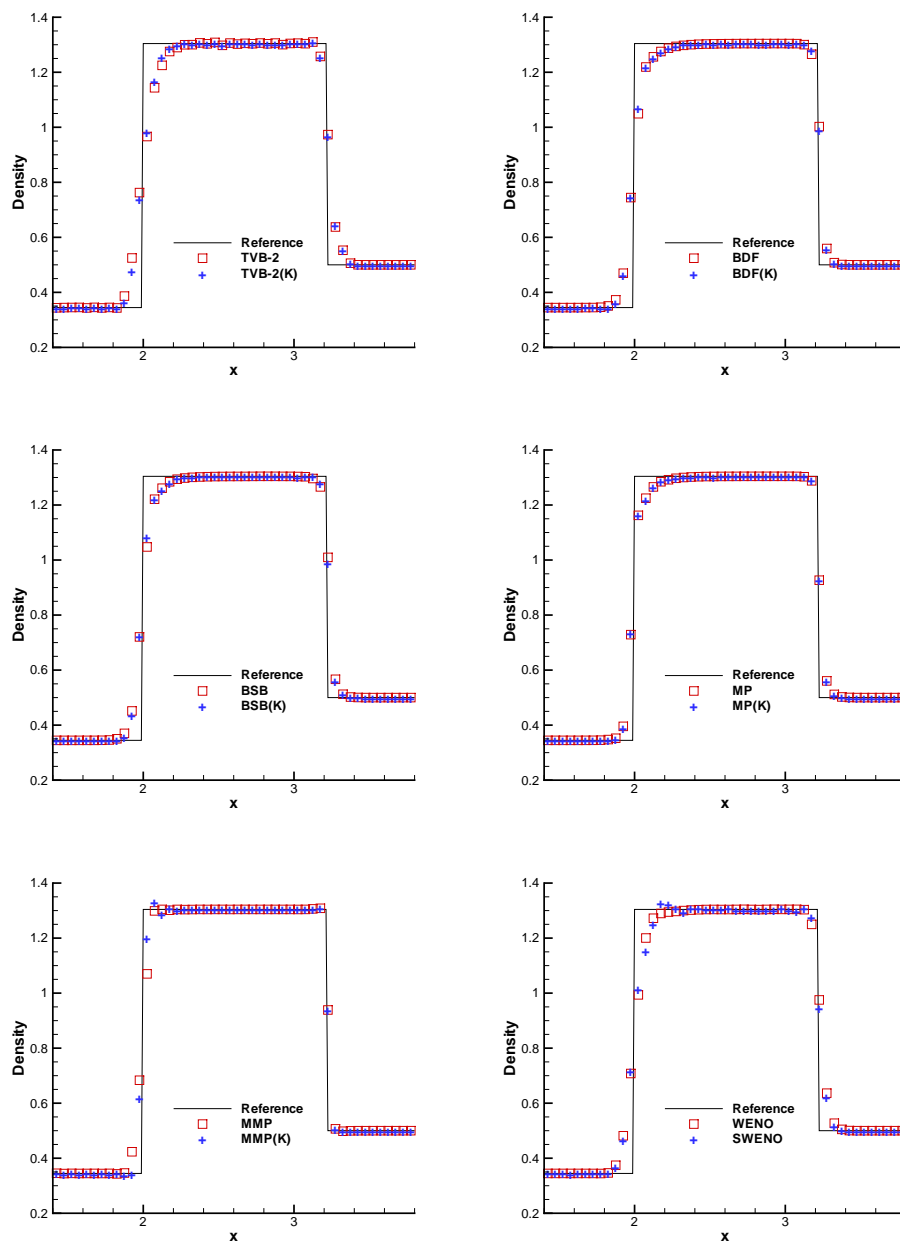 1.4
1.2
1
0.8
0.6
0.4
0.2
Density
Reference
TVB-2
TVB-2(K)
2
3
x
1.4
1.2
1
0.8
0.6
0.4
0.2
Density
Reference
BDF
BDF(K)
2
3
x
1.4
1.2
1
0.8
0.6
0.4
0.2
Density
Reference
BSB
BSB(K)
2
3
x
1.4
1.2
1
0.8
0.6
0.4
0.2
Density
Reference
MP
MP(K)
2
3
x
1.4
1.2
1
0.8
0.6
0.4
0.2
Density
Reference
MMP
MMP(K)
2
3
x
1.4
1.2
1
0.8
0.6
0.4
0.2
Density
Reference
WENO
SWENO
2
3
x